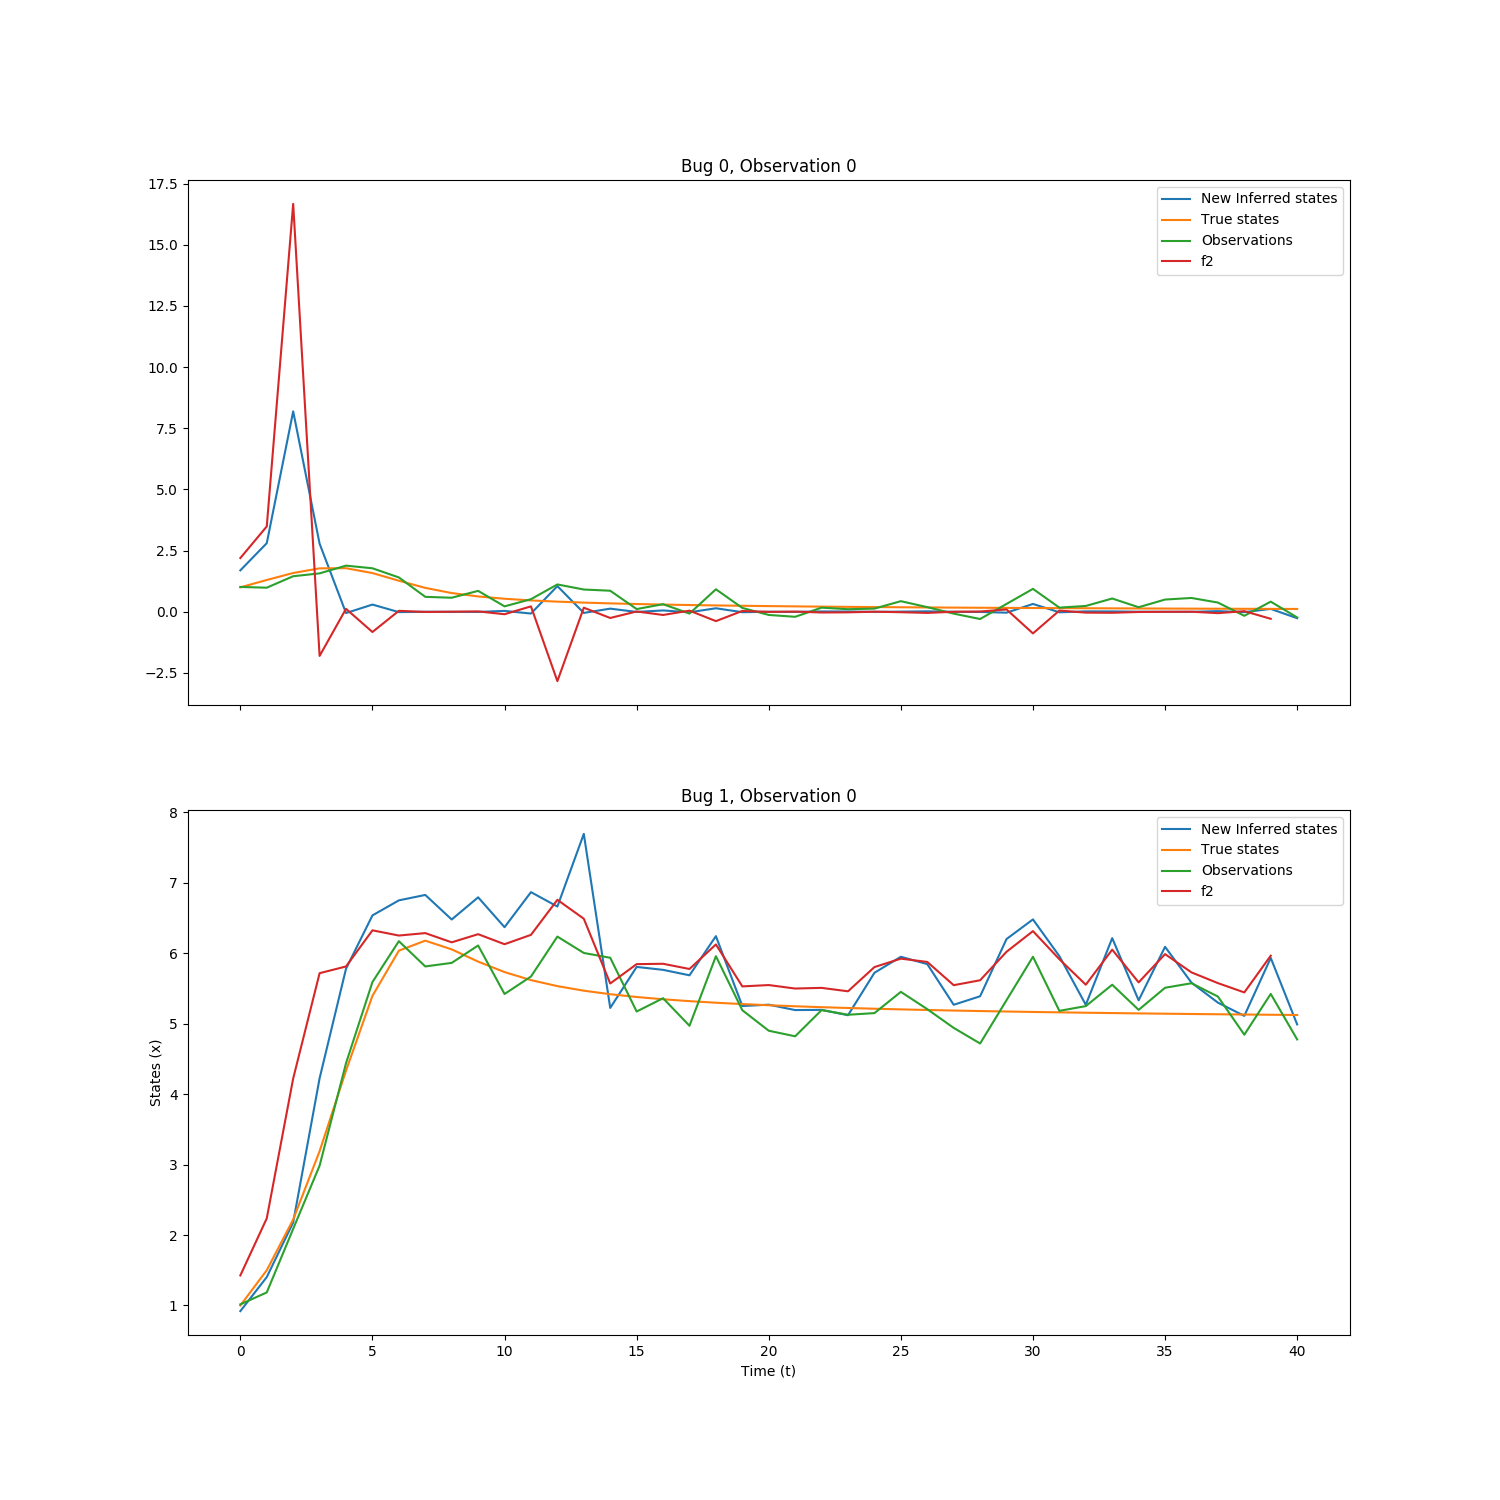 Bug 0, Observation 0
17.5
15.0
12.5
10.0
7.5
5.0
2.5
0.0
−2.5
New Inferred states
True states
Observations
f2
Bug 1, Observation 0
8
7
6
5
4
3
2
1
States (x)
New Inferred states
True states
Observations
f2
0 5 10 15 20 25 30 35 40
Time (t)